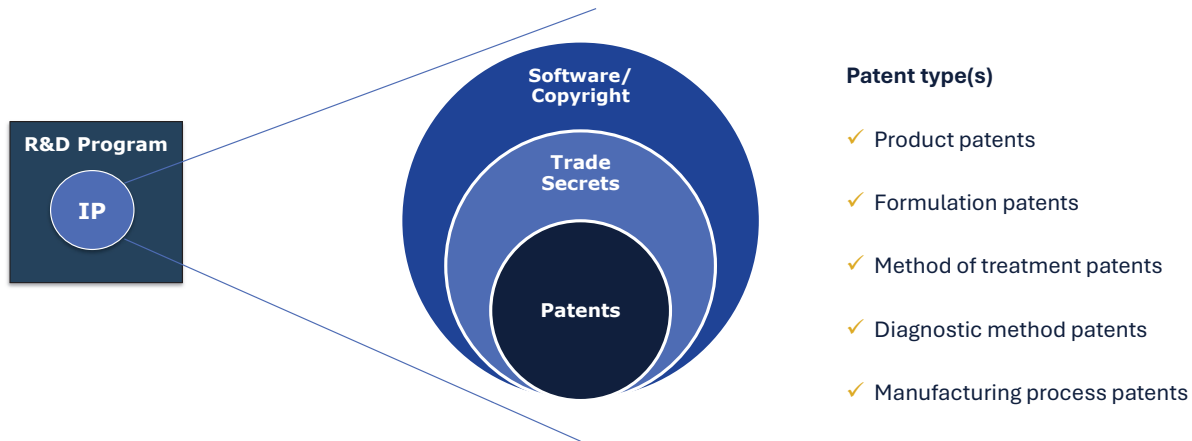 R&D Program
IP
Software/
Copyright
Trade
Secrets
Patents
Patent type(s)
✓ Product patents
✓ Formulation patents
✓ Method of treatment patents
✓ Diagnostic method patents
✓ Manufacturing process patents